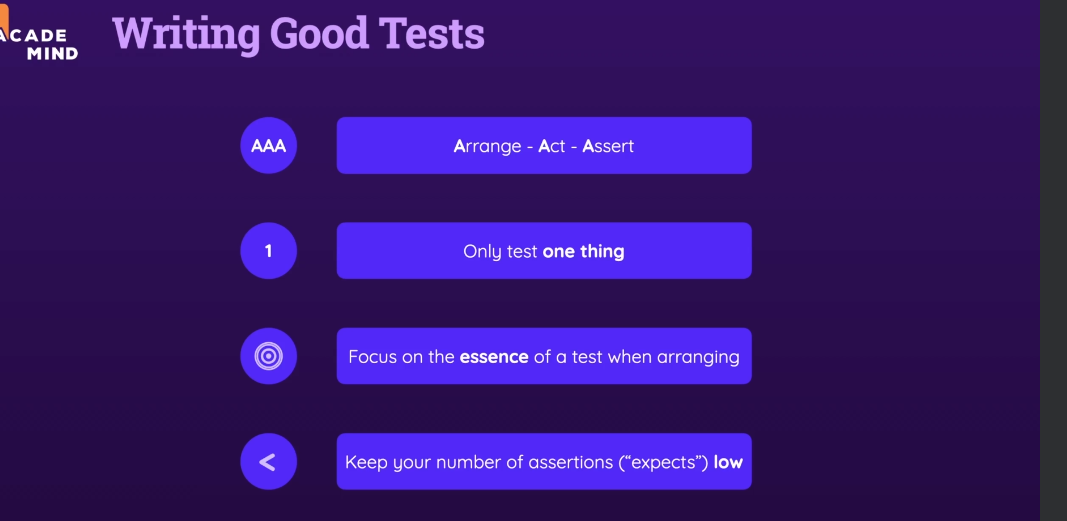 ACADE
MIND
Writing Good Tests
AAA
Arrange - Act - Assert
1
Only test one thing
Focus on the essence of a test when arranging
<
Keep your number of assertions (“expects”) low